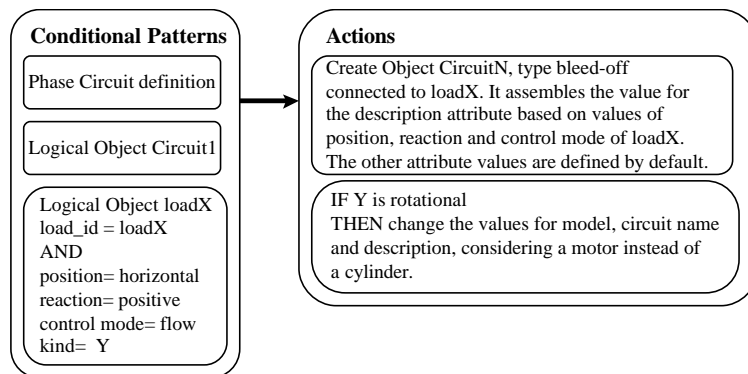 Conditional Patterns
Phase Circuit definition
Logical Object Circuit1
Logical Object loadX
load_id = loadX
AND
position= horizontal
reaction= positive
control mode= flow
kind= Y
Actions
Create Object CircuitN, type bleed-off
connected to loadX. It assembles the value for
the description attribute based on values of
position, reaction and control mode of loadX.
The other attribute values are defined by default.
IF Y is rotational
THEN change the values for model, circuit name
and description, considering a motor instead of
a cylinder.